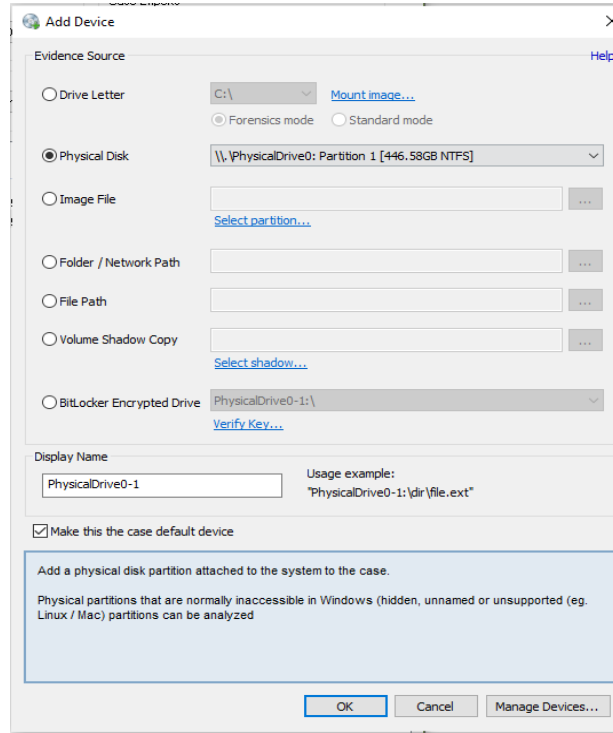 Add Device
Evidence Source
Help
Drive Letter
C:\
Mount image...
Forensics mode
Standard mode
Physical Disk
\\.\PhysicalDrive0: Partition 1 [446.58GB NTFS]
Image File
...
Select partition...
Folder / Network Path
...
File Path
...
Volume Shadow Copy
...
Select shadow...
BitLocker Encrypted Drive
PhysicalDrive0-1:\
Verify Key...
Display Name
PhysicalDrive0-1
Usage example:
"PhysicalDrive0-1:\dir\file.ext"
Make this the case default device
Add a physical disk partition attached to the system to the case.
Physical partitions that are normally inaccessible in Windows (hidden, unnamed or unsupported (eg.
Linux / Mac) partitions can be analyzed
OK
Cancel
Manage Devices...